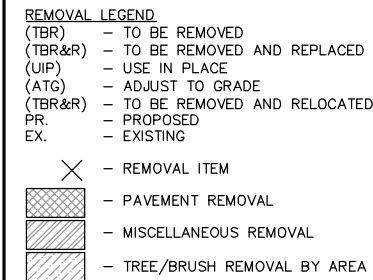 REMOVAL LEGEND
(TBR) – TO BE REMOVED
(TBR&R) – TO BE REMOVED AND REPLACED
(UIP) – USE IN PLACE
(ATG) – ADJUST TO GRADE
(TBR&R) – TO BE REMOVED AND RELOCATED
PR. – PROPOSED
EX. – EXISTING
– REMOVAL ITEM
– PAVEMENT REMOVAL
– MISCELLANEOUS REMOVAL
– TREE/BRUSH REMOVAL BY AREA